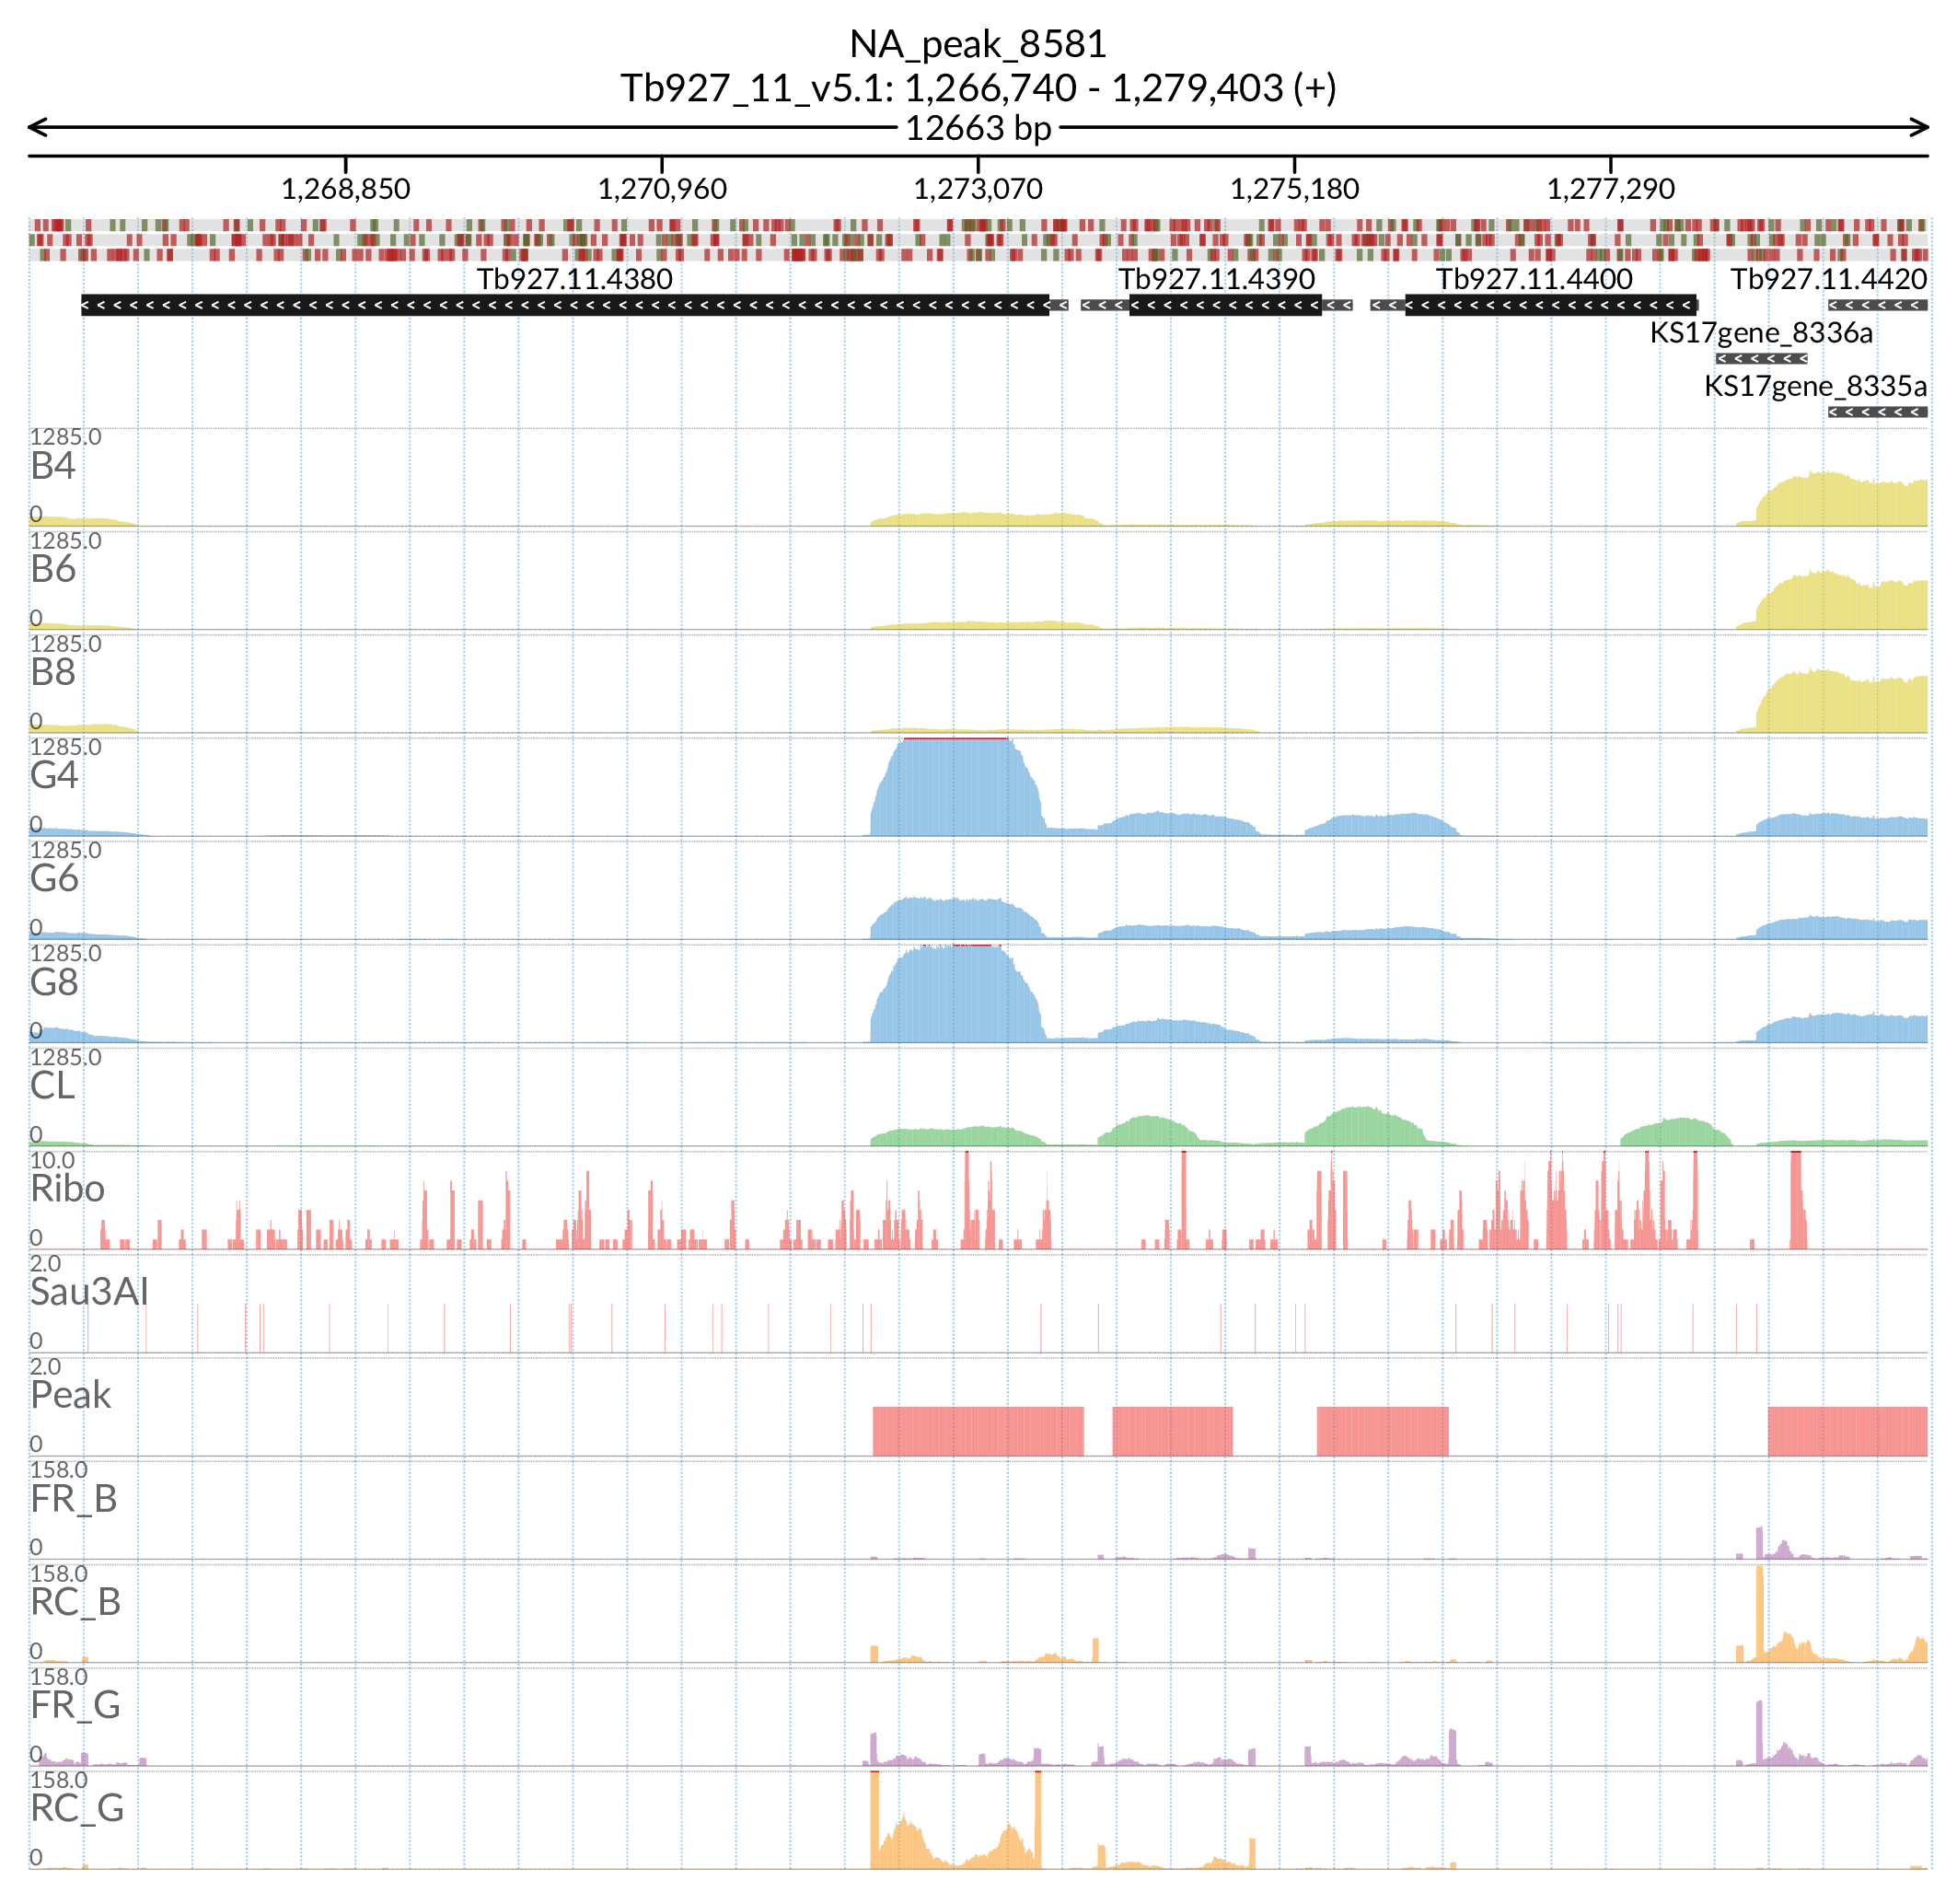 NA_peak_8581
Tb927_11_v5.1: 1,266,740 - 1,279,403 (+)
12663 bp
1,268,850 1,270,960 1,273,070 1,275,180 1,277,290
Tb927.11.4380 Tb927.11.4390 Tb927.11.4400 Tb927.11.4420
KS17gene_8336a
KS17gene_8335a
1285.0
B4
0
1285.0
B6
0
1285.0
B8
0
1285.0
G4
0
1285.0
G6
0
1285.0
G8
0
1285.0
CL
0
10.0
Ribo
0
2.0
Sau3AI
0
2.0
Peak
0
158.0
FR_B
0
158.0
RC_B
0
158.0
FR_G
0
158.0
RC_G
0